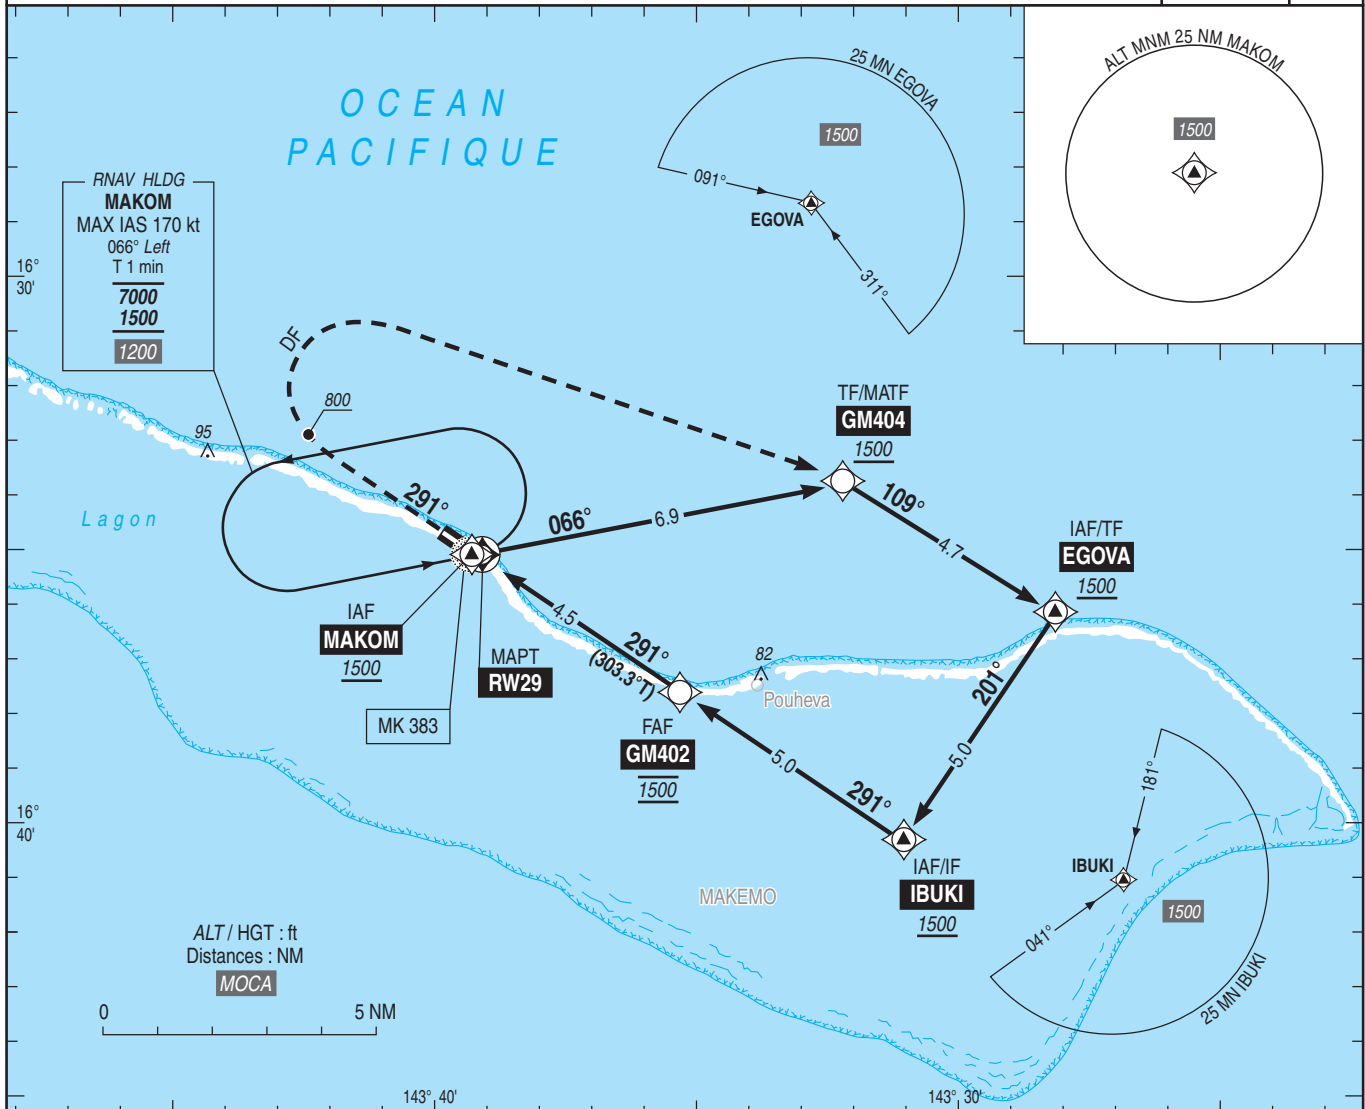 OCEAN
PACIFIQUE
25 MN EGOVA
1500
091°
EGOVA
311°
ALT MNM 25 NM MAKOM
1500
RNAV HLDG
MAKOM
MAX IAS 170 kt
066° Left
T 1 min
7000
1500
1200
16°
30'
DF
800
95
TF/MATF
GM404
1500
291°
066°
6.9
109°
4.7
Lagon
IAF/TF
EGOVA
1500
IAF
MAKOM
1500
MAPT
RW29
MK 383
4.5
291°
(303.3°T)
82
Pouheva
FAF
GM402
1500
201°
5.0
5.0
291°
16°
40'
IAF/IF
IBUKI
1500
MAKEMO
181°
IBUKI
1500
041°
25 MN IBUKI
ALT / HGT : ft
Distances : NM
MOCA
0
5 NM
143° 40'
143° 30'